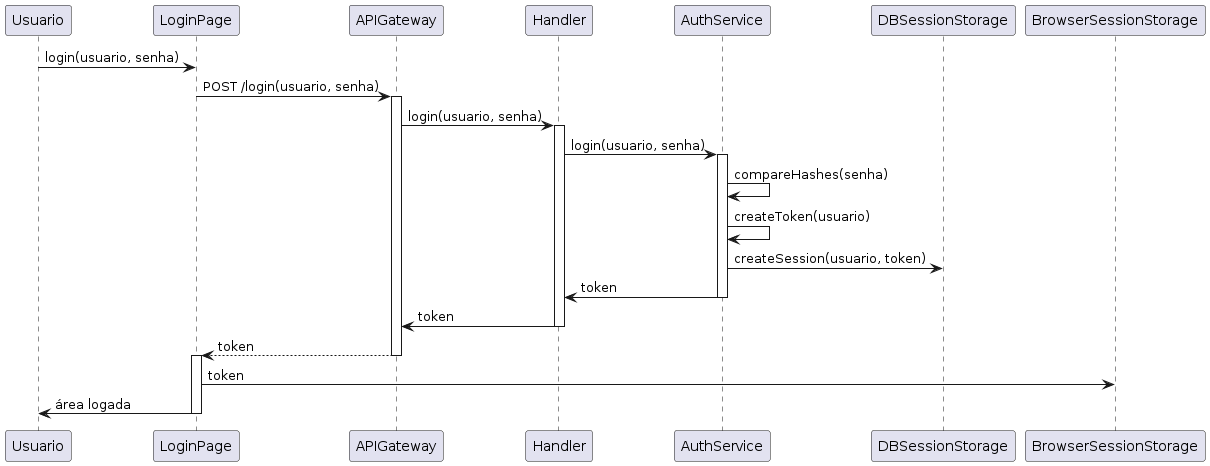 Usuario LoginPage APIGateway Handler AuthService DBSessionStorage BrowserSessionStorage
login(usuario, senha)
POST /login(usuario, senha)
login(usuario, senha)
login(usuario, senha)
compareHashes(senha)
createToken(usuario)
createSession(usuario, token)
token
token
token
token
área logada
Usuario LoginPage APIGateway Handler AuthService DBSessionStorage BrowserSessionStorage